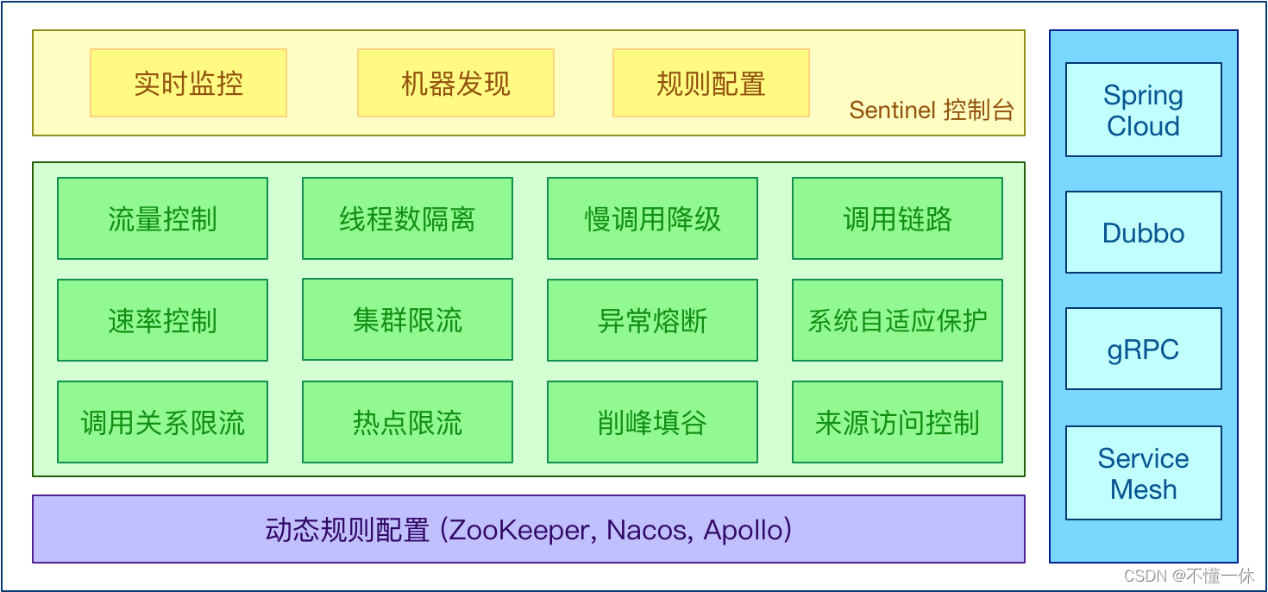 实时监控
机器发现
规则配置
Sentinel 控制台
流量控制
线程数隔离
慢调用降级
调用链路
速率控制
集群限流
异常熔断
系统自适应保护
调用关系限流
热点限流
削峰填谷
来源访问控制
动态规则配置 (ZooKeeper, Nacos, Apollo)
Spring
Cloud
Dubbo
gRPC
Service
Mesh
CSDN @不懂一休